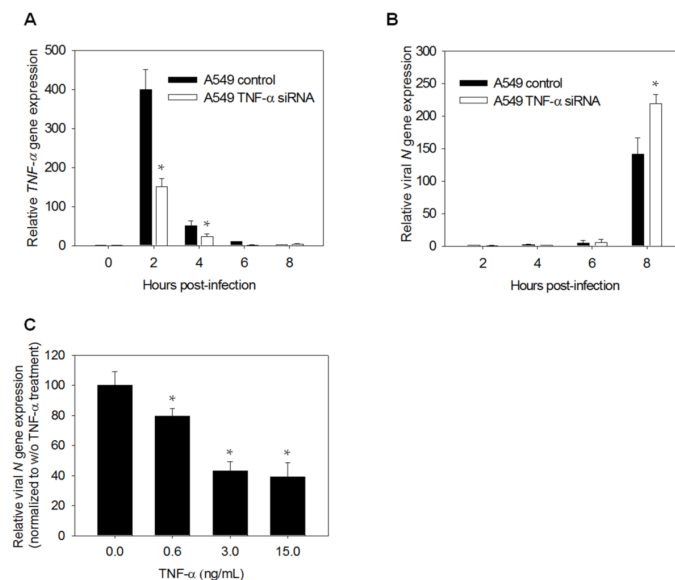 A
Relative TNF-α gene expression
500
400
300
200
100
0
A549 control
A549 TNF-α siRNA
*
*
0 2 4 6 8
Hours post-infection
B
Relative viral N gene expression
300
250
200
150
100
50
0
A549 control
A549 TNF-α siRNA
*
2 4 6 8
Hours post-infection
C
Relative viral N gene expression
(normalized to w/o TNF-α treatment)
120
100
80
60
40
20
0
*
*
*
0.0 0.6 3.0 15.0
TNF-α (ng/mL)